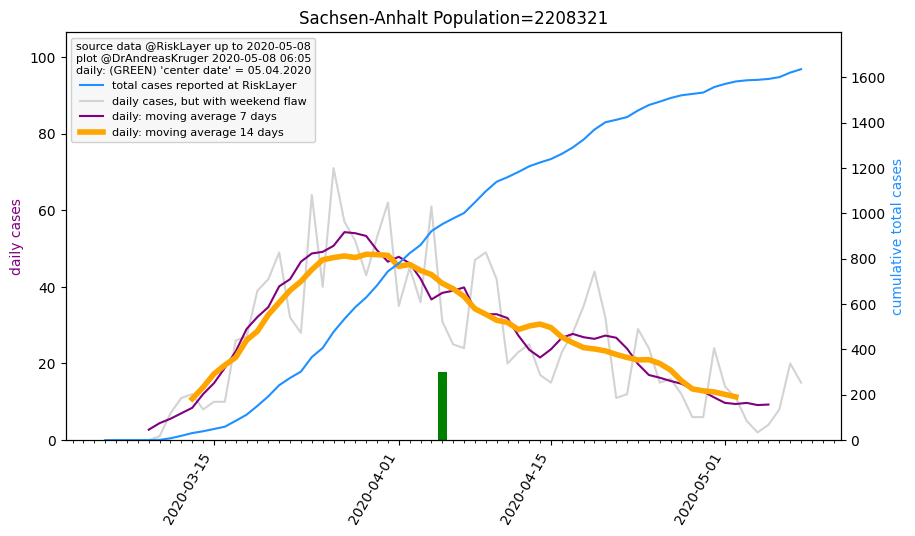 Sachsen-Anhalt Population=2208321
source data @RiskLayer up to 2020-05-08
plot @DrAndreasKruger 2020-05-08 06:05
daily: (GREEN) 'center date' = 05.04.2020
total cases reported at RiskLayer
daily cases, but with weekend flaw
daily: moving average 7 days
daily: moving average 14 days
daily cases
100
80
60
40
20
0
cumulative total cases
1600
1400
1200
1000
800
600
400
200
0
2020-03-15
2020-04-01
2020-04-15
2020-05-01